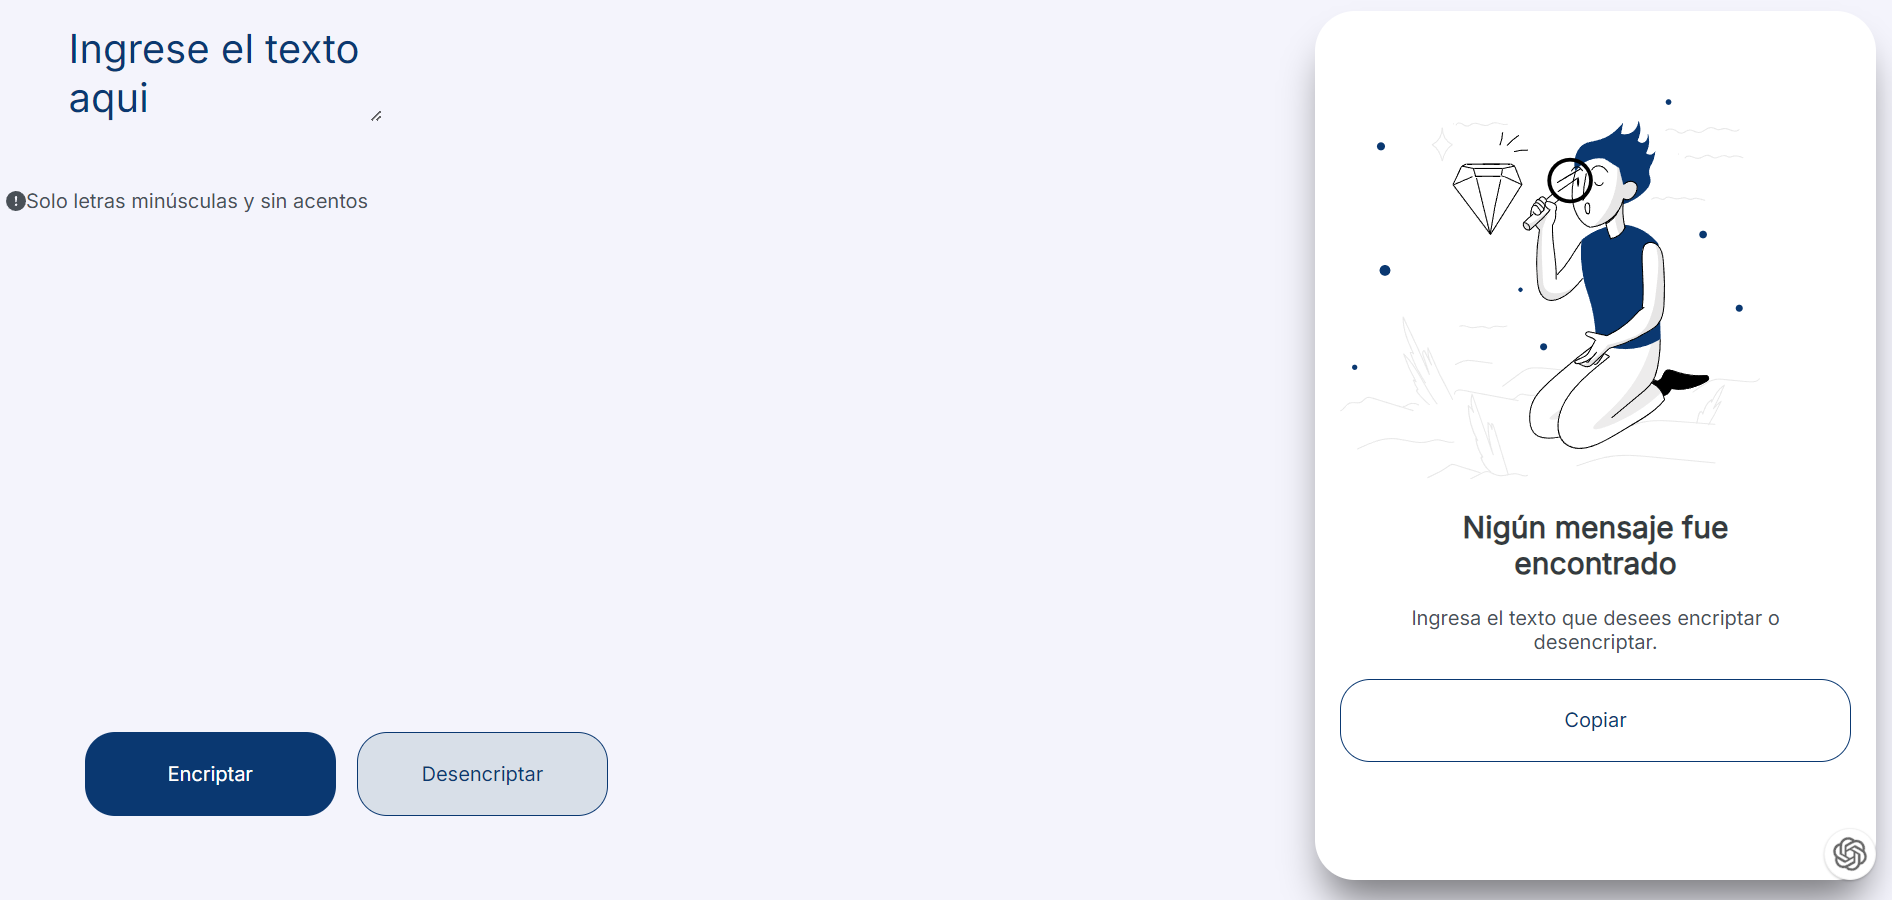 Ingrese el texto
aqui
Solo letras minúsculas y sin acentos
Encriptar
Desencriptar
Nigún mensaje fue
encontrado
Ingresa el texto que desees encriptar o
desencriptar.
Copiar